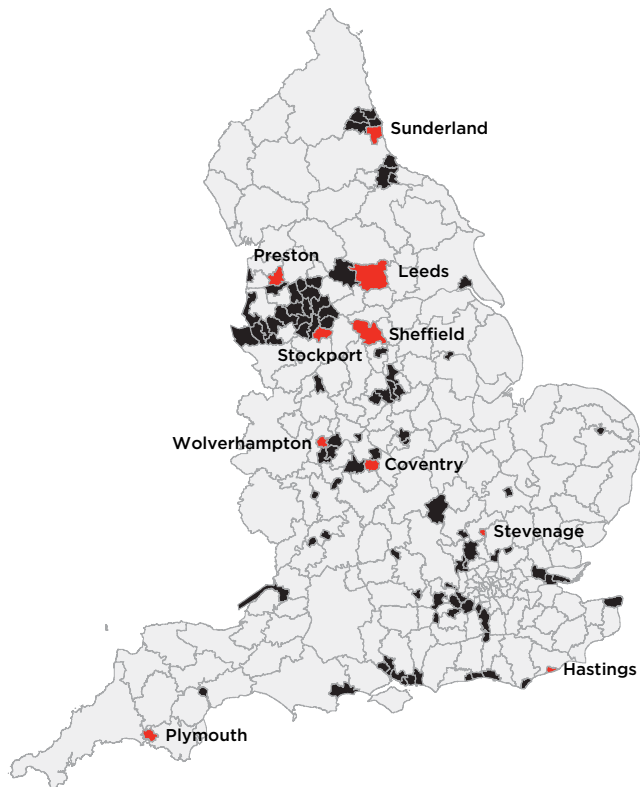 Sunderland
Preston
Leeds
Sheffield
Stockport
Wolverhampton
Coventry
Stevenage
Hastings
Plymouth